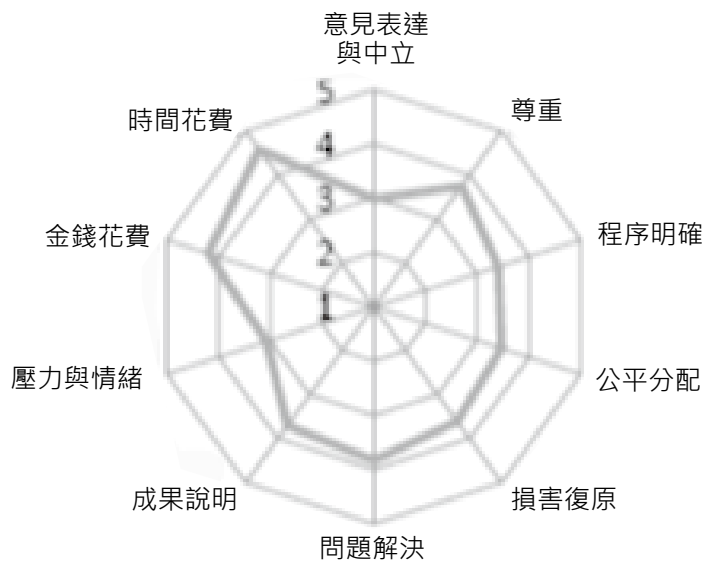 意見表達
與中立
時間花費
尊重
金錢花費
程序明確
壓力與情緒
公平分配
成果說明
損害復原
問題解決
5
4
3
2
1